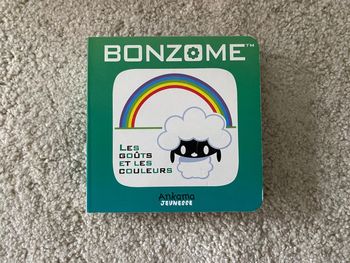 BONZOME™
LES
GOÛTS
ET LES
COULEURS
Ankama
JEUNESSE